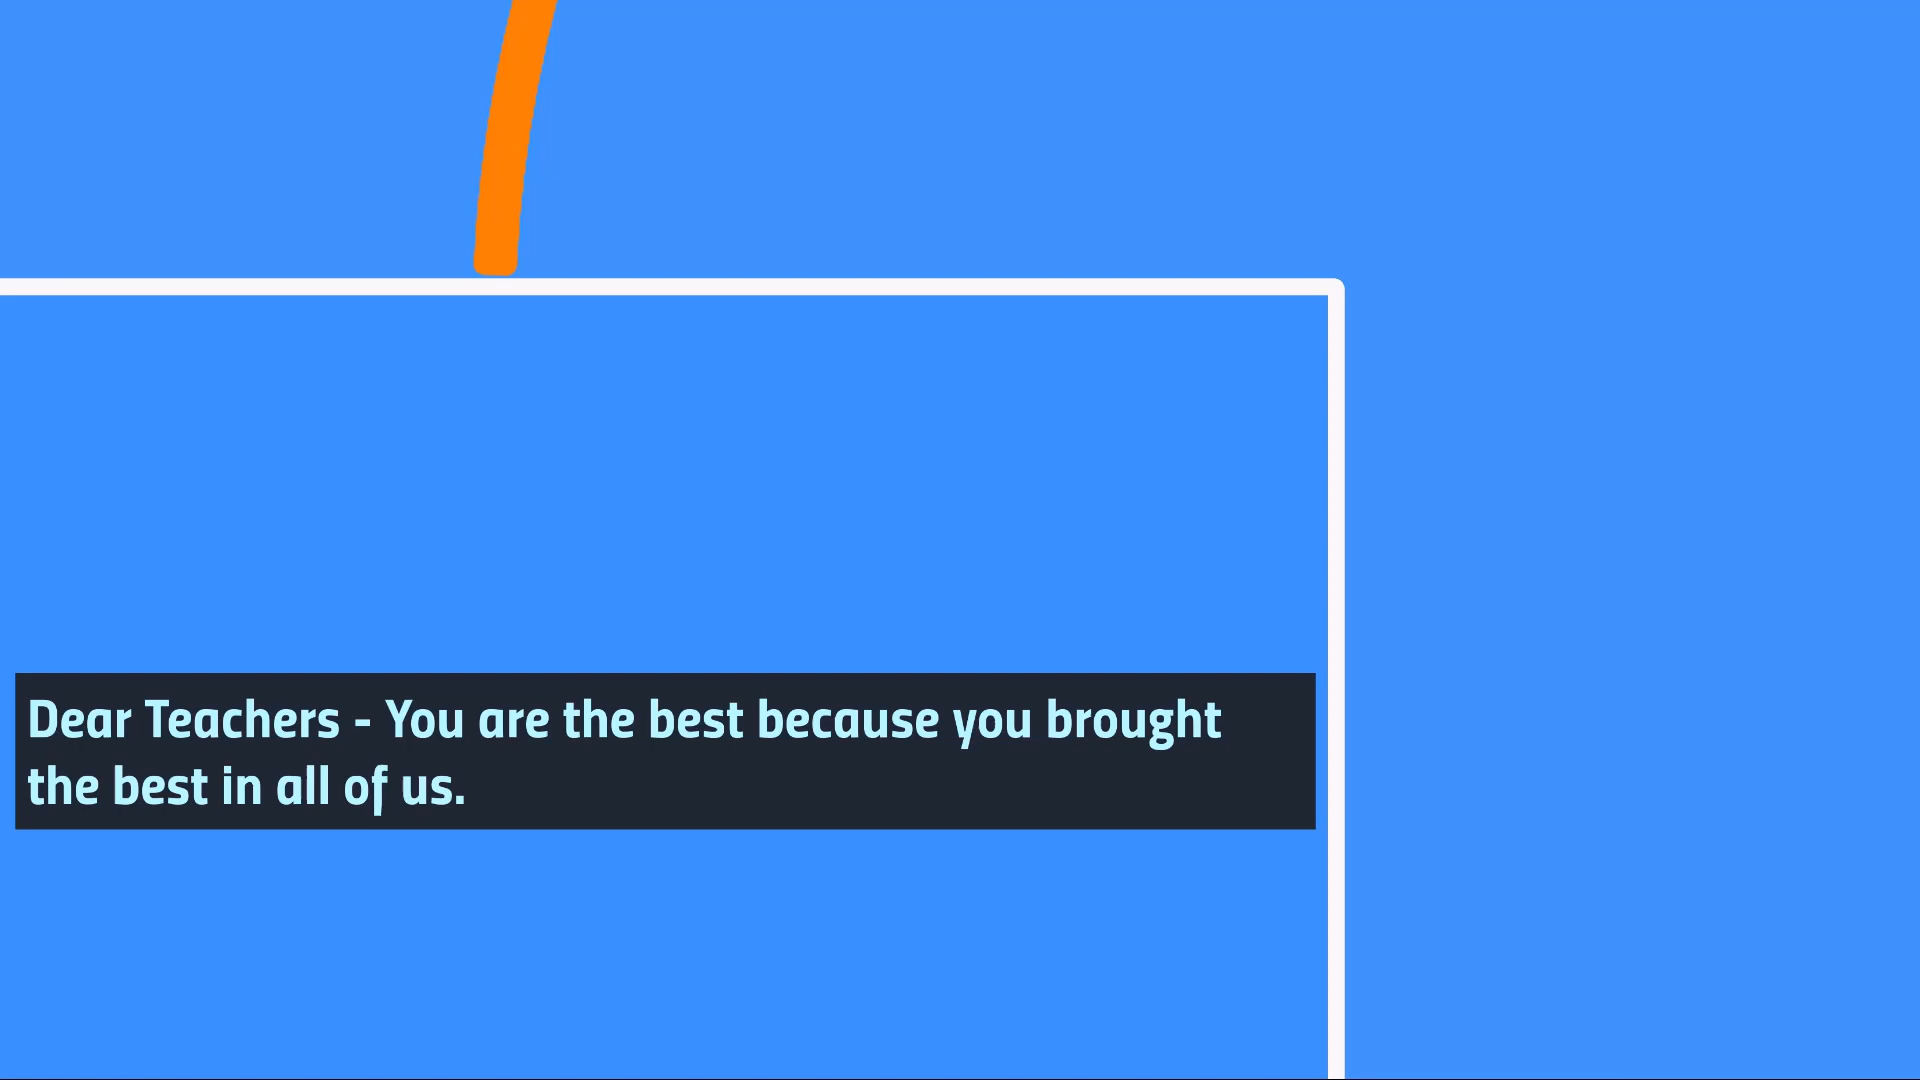 Dear Teachers - You are the best because you brought
the best in all of us.